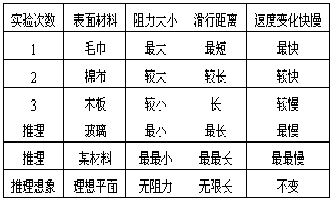 实验次数 表面材料 阻力大小 滑行距离 速度变化快慢
1 毛巾 最大 最短 最快
2 棉布 较大 较长 较快
3 木板 较小 长 较慢
推理 玻璃 最小 最长 最慢
推理 某材料 最最小 最最长 最最慢
推理想象 理想平面 无阻力 无限长 不变